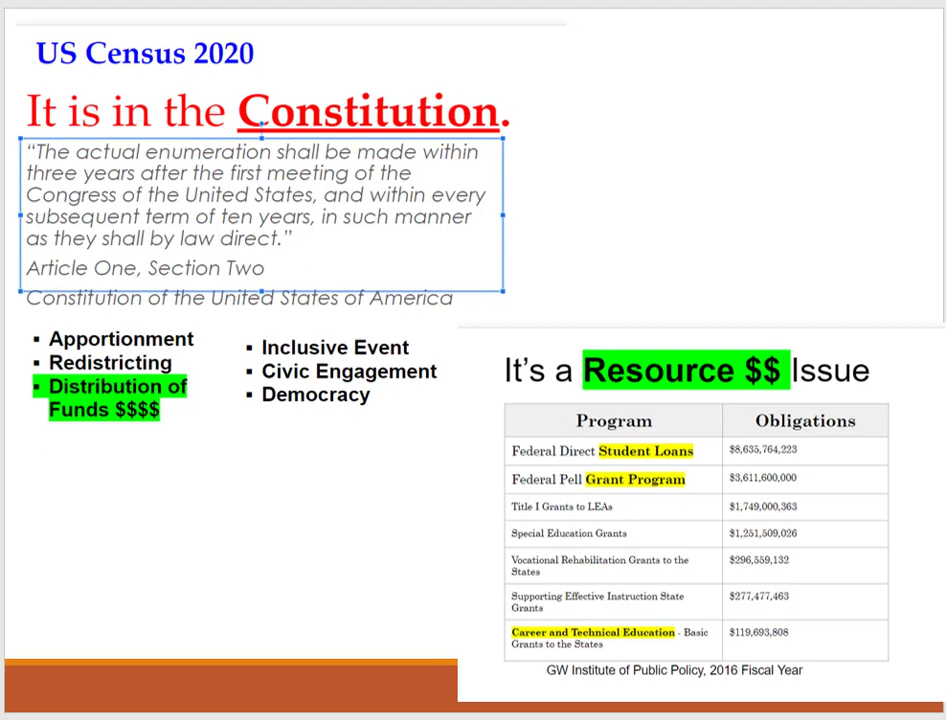 US Census 2020
It is in the Constitution.
“The actual enumeration shall be made within
three years after the first meeting of the
Congress of the United States, and within every
subsequent term of ten years, in such manner
as they shall by law direct.”
Article One, Section Two
Constitution of the United States of America
▪ Apportionment
▪ Redistricting
▪ Distribution of
Funds $$$$
▪ Inclusive Event
▪ Civic Engagement
▪ Democracy
It’s a Resource $$ Issue
Program Obligations
Federal Direct Student Loans $8,635,764,223
Federal Pell Grant Program $3,611,600,000
Title I Grants to LEAs $1,749,000,363
Special Education Grants $1,251,509,026
Vocational Rehabilitation Grants to the $296,559,132
States
Supporting Effective Instruction State $277,477,463
Grants
Career and Technical Education - Basic $119,693,808
Grants to the States
GW Institute of Public Policy, 2016 Fiscal Year